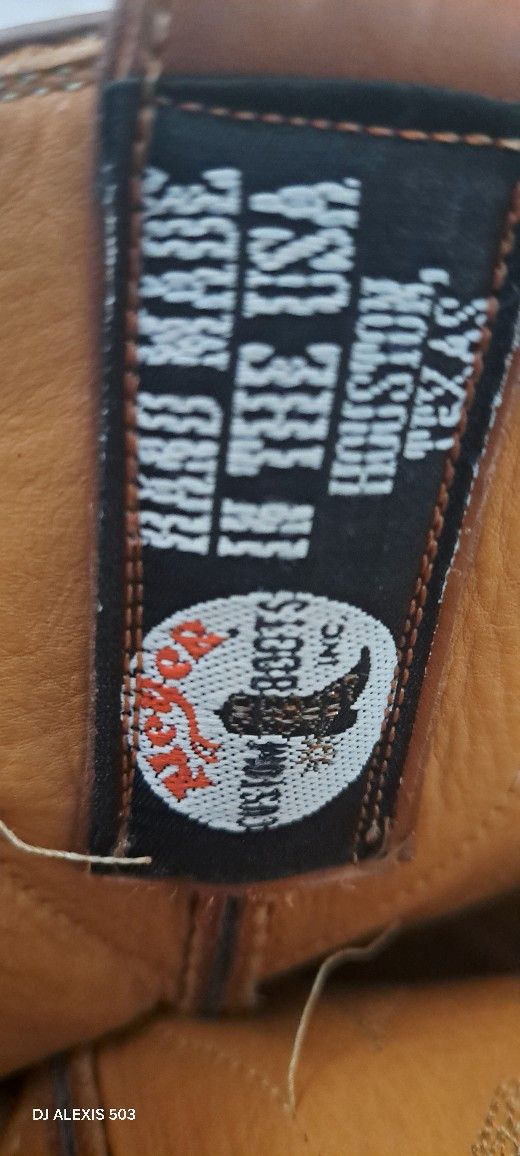 HAND MADE
IN THE USA
HOUSTON,
TEXAS
BOOTS
INC.
DJ ALEXIS 503